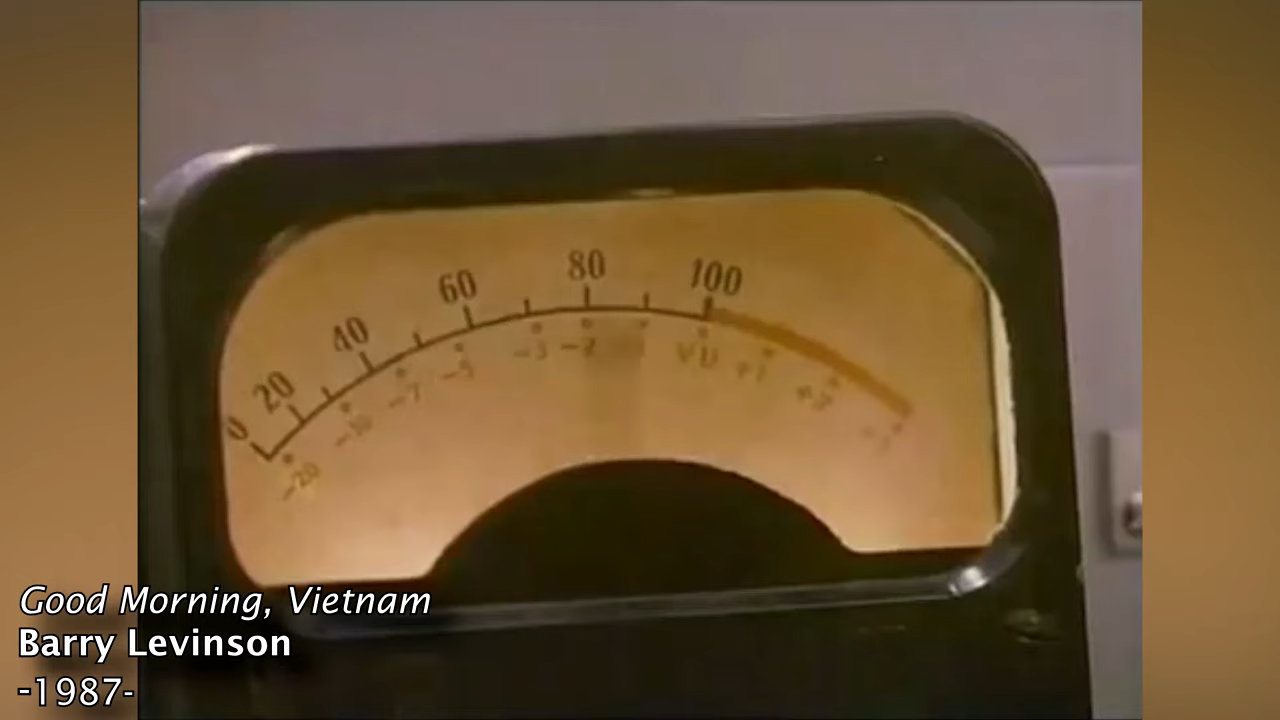 0 20 40 60 80 100
-20 -10 -7 -5 -3 -2 VU +1 +2
Good Morning, Vietnam
Barry Levinson
-1987-